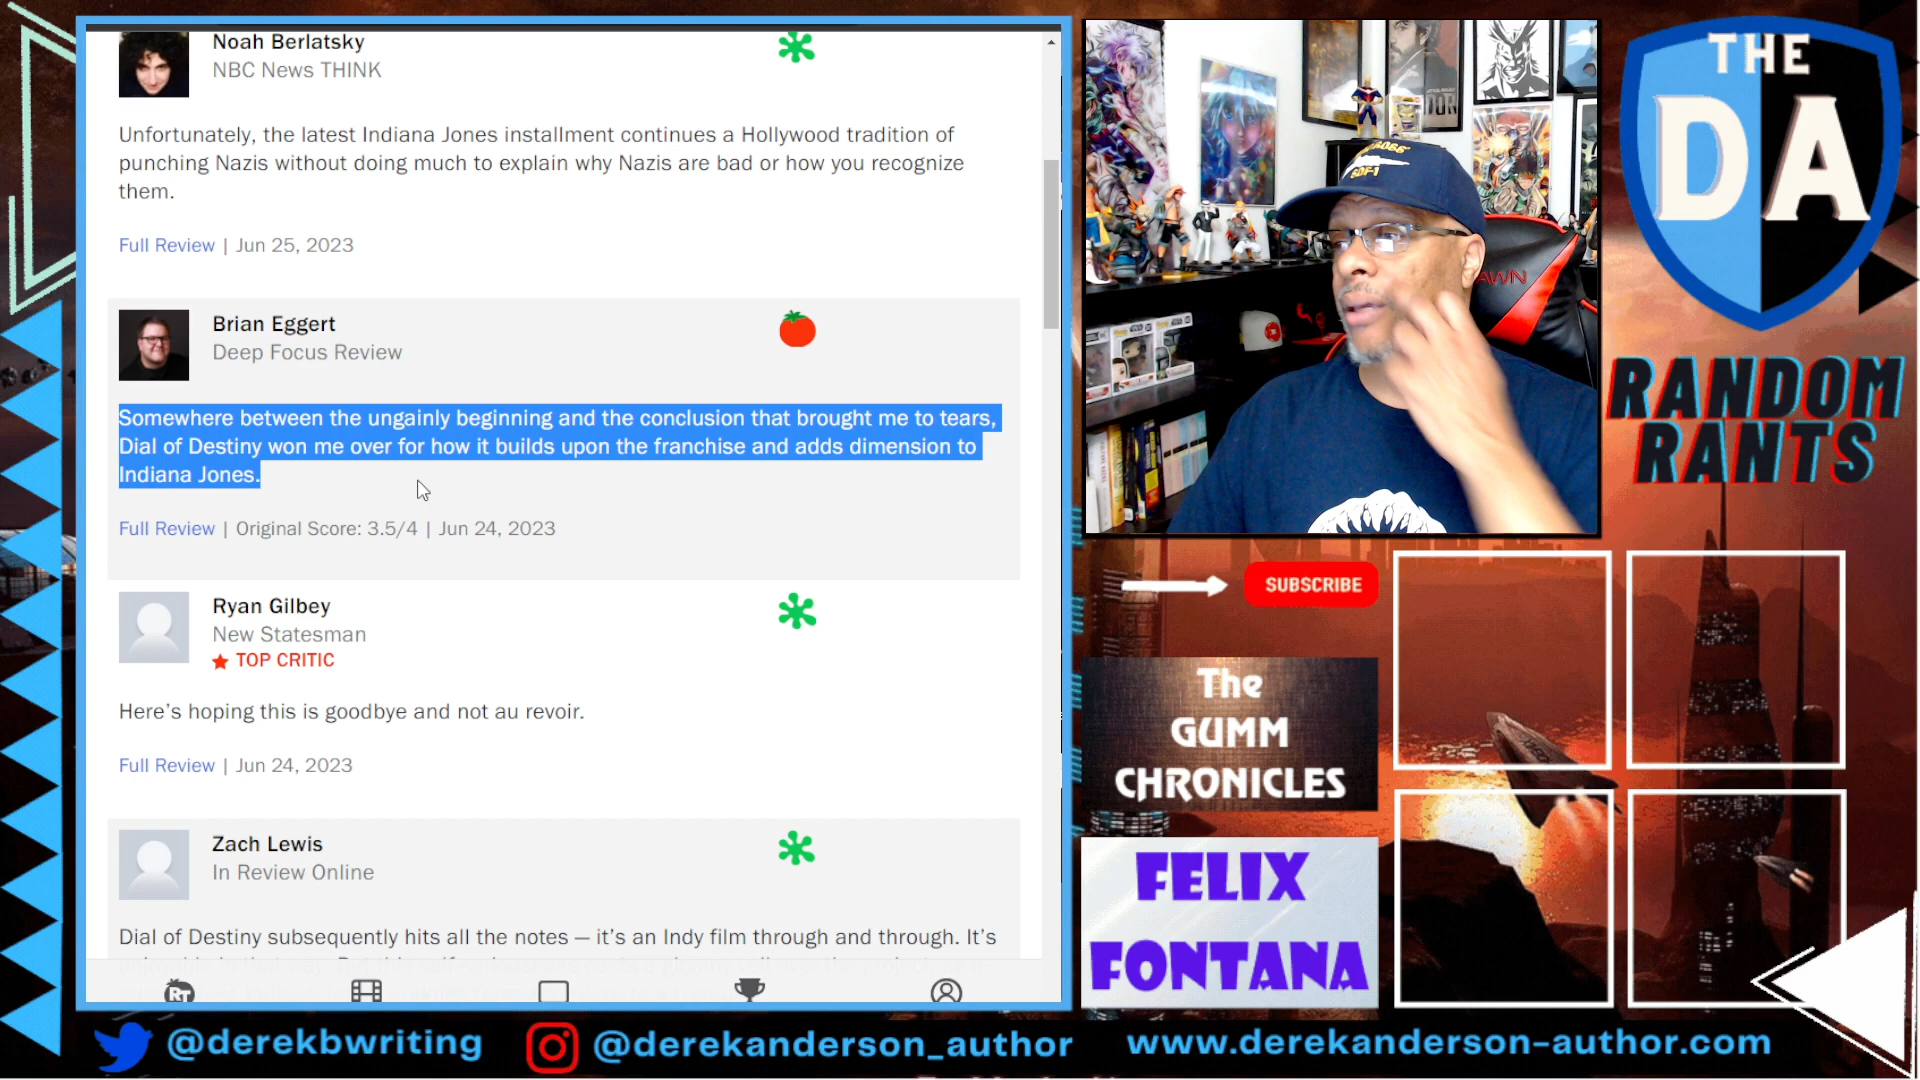 Noah Berlatsky
NBC News THINK
Unfortunately, the latest Indiana Jones installment continues a Hollywood tradition of
punching Nazis without doing much to explain why Nazis are bad or how you recognize
them.
Full Review | Jun 25, 2023
Brian Eggert
Deep Focus Review
Somewhere between the ungainly beginning and the conclusion that brought me to tears,
Dial of Destiny won me over for how it builds upon the franchise and adds dimension to
Indiana Jones.
Full Review | Original Score: 3.5/4 | Jun 24, 2023
Ryan Gilbey
New Statesman
TOP CRITIC
Here's hoping this is goodbye and not au revoir.
Full Review | Jun 24, 2023
Zach Lewis
In Review Online
Dial of Destiny subsequently hits all the notes — it's an Indy film through and through. It's
RT
SDF-1
AWN
THE
DA
RANDOM
RANTS
SUBSCRIBE
The
GUMM
CHRONICLES
FELIX
FONTANA
@derekbwriting
@derekanderson_author
www.derekanderson-author.com